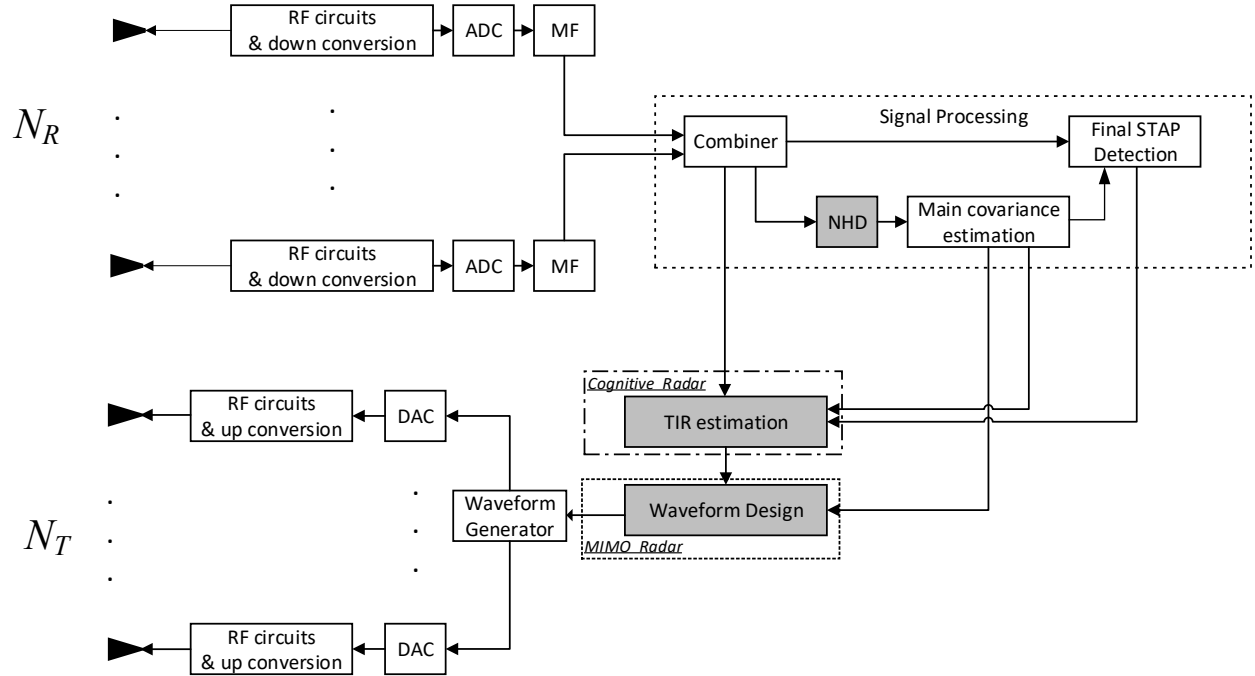 RF circuits
& down conversion
ADC
MF
N_R
Signal Processing
Combiner
Final STAP
Detection
NHD
Main covariance
estimation
RF circuits
& down conversion
ADC
MF
Cognitive Radar
TIR estimation
RF circuits
& up conversion
DAC
Waveform
Generator
Waveform Design
MIMO Radar
N_T
RF circuits
& up conversion
DAC